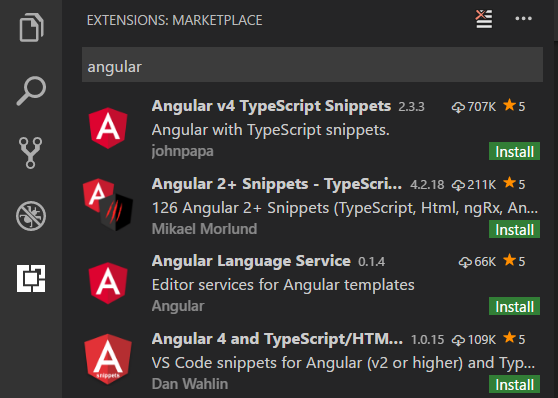 EXTENSIONS: MARKETPLACE
angular
Angular v4 TypeScript Snippets 2.3.3 707K 5
Angular with TypeScript snippets.
johnpapa Install
Angular 2+ Snippets - TypeScri... 4.2.18 211K 5
126 Angular 2+ Snippets (TypeScript, Html, ngRx, An...
Mikael Morlund Install
Angular Language Service 0.1.4 66K 5
Editor services for Angular templates
Angular Install
Angular 4 and TypeScript/HTM... 1.0.15 109K 5
VS Code snippets for Angular (v2 or higher) and Typ...
snippets
Dan Wahlin Install